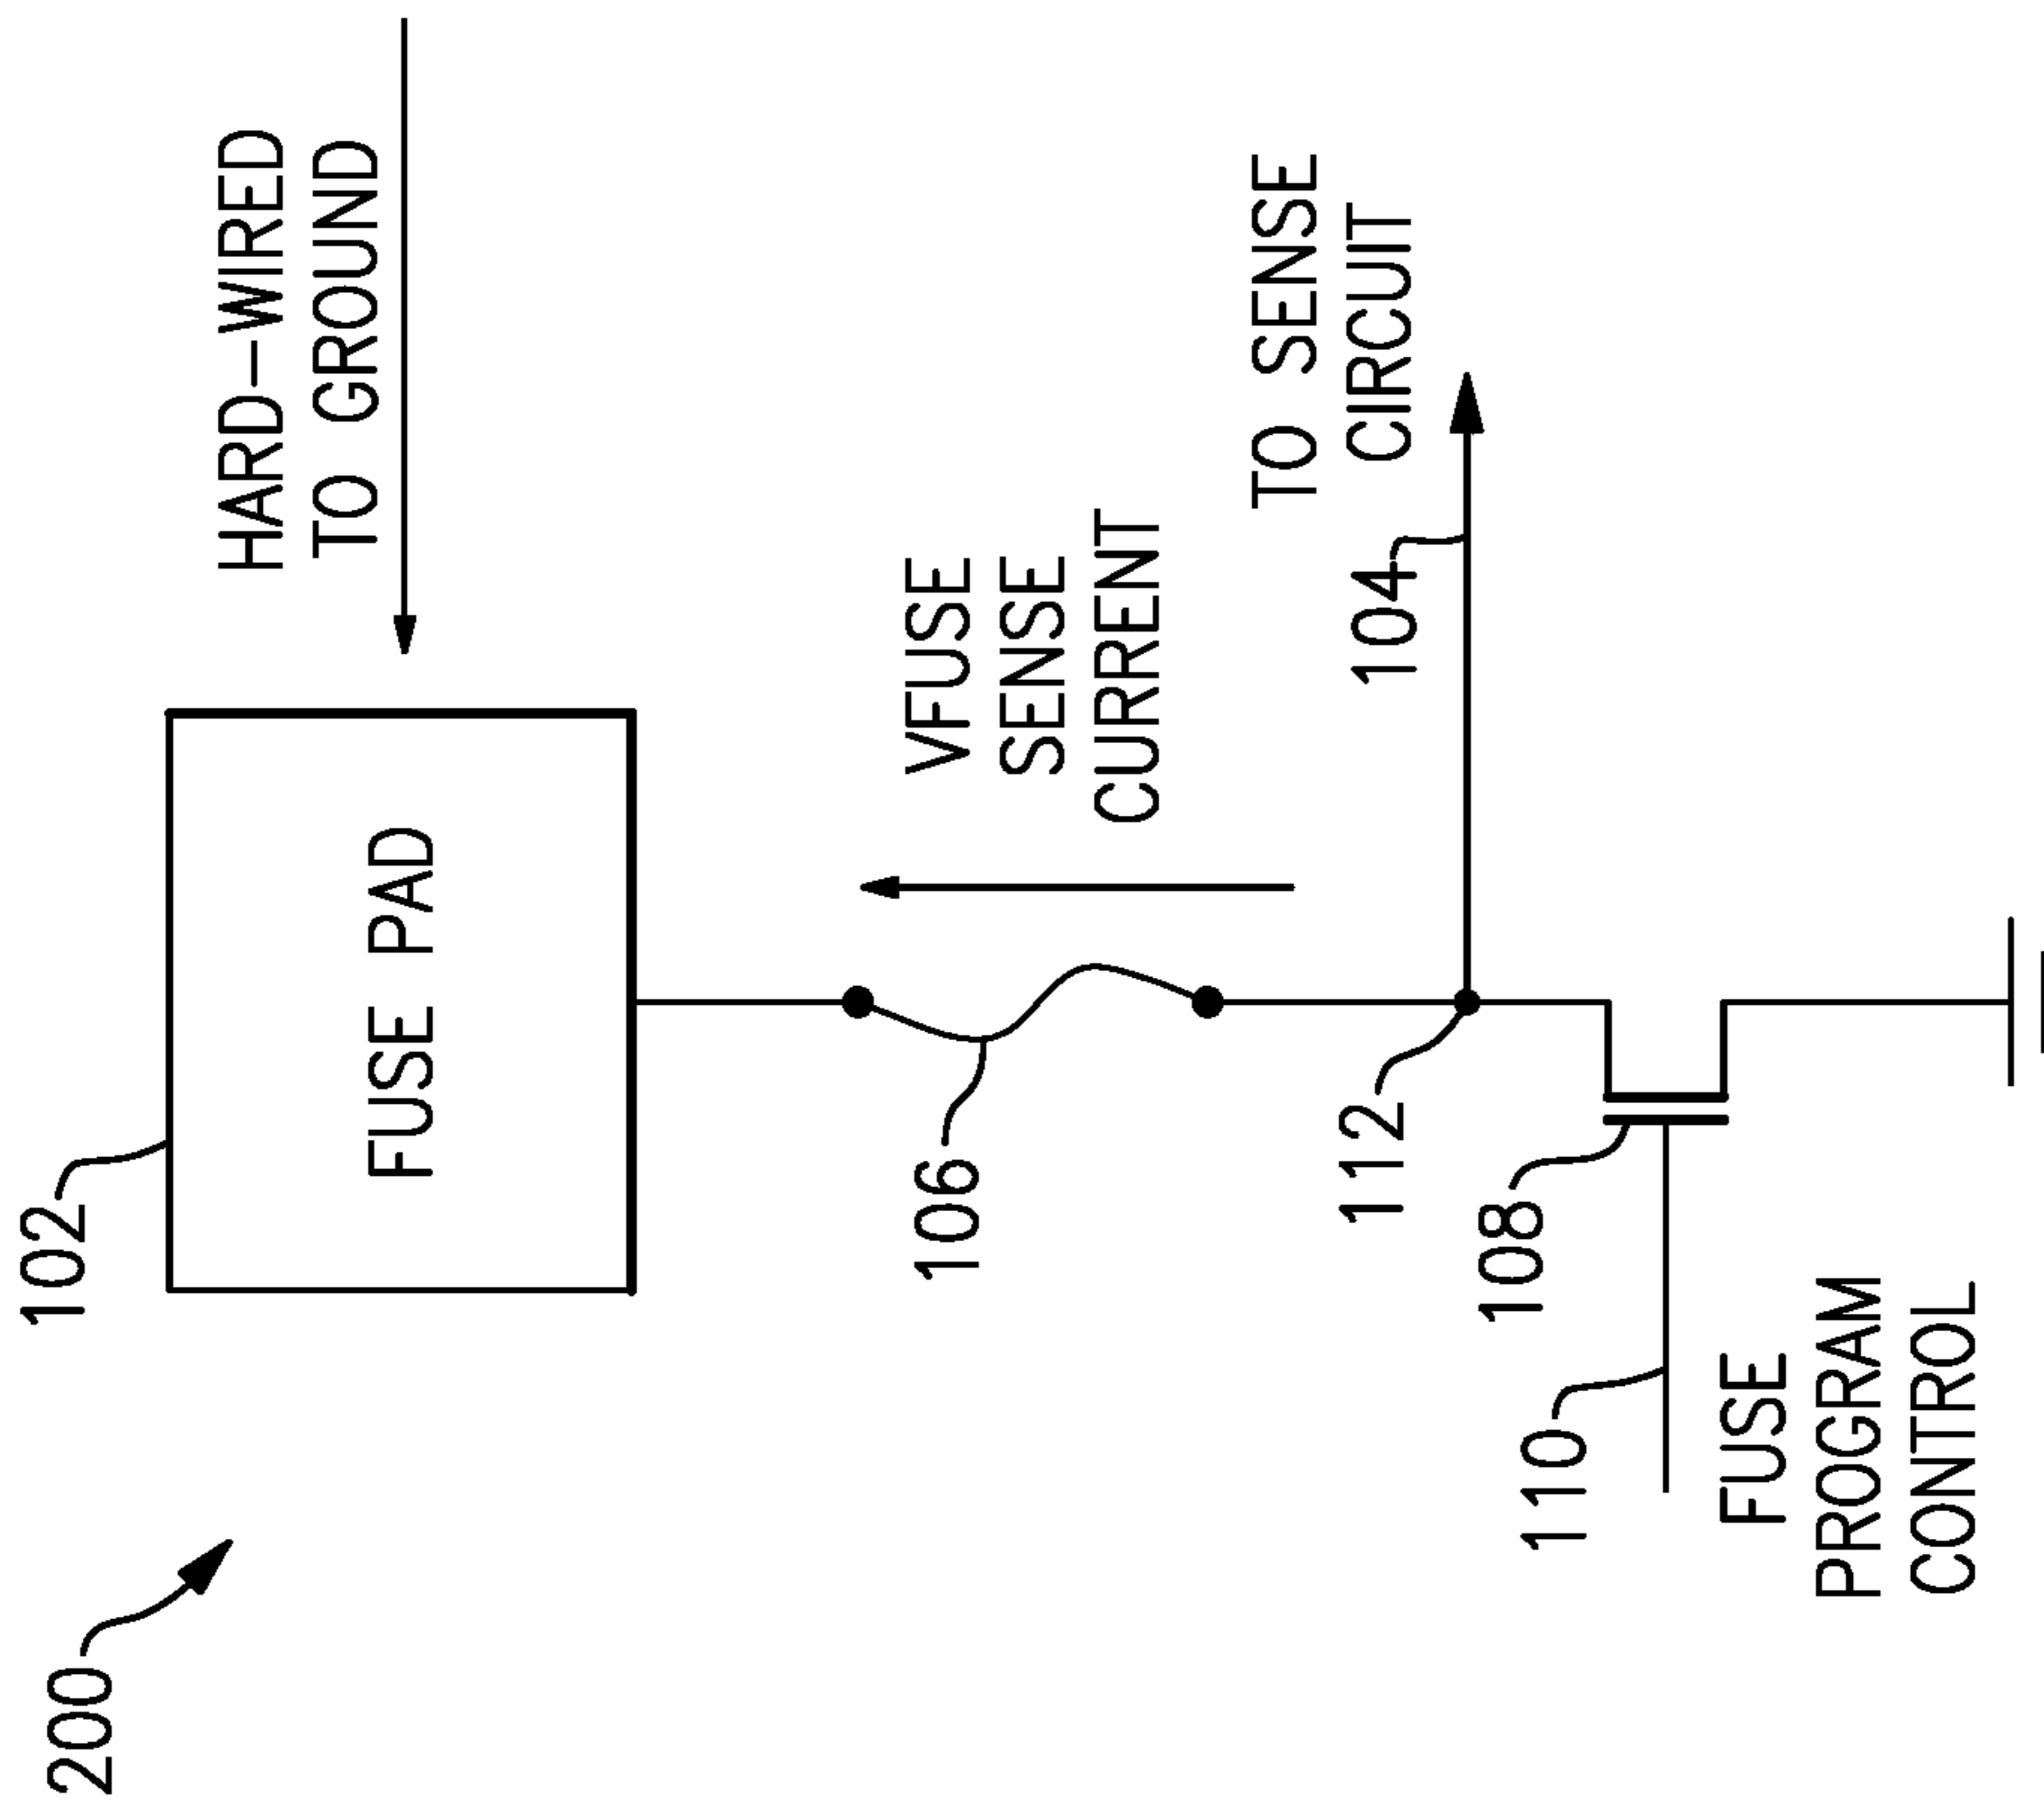 200
102
FUSE PAD
HARD-WIRED
TO GROUND
106
VFUSE
SENSE
CURRENT
112
104
TO SENSE
CIRCUIT
108
110
FUSE
PROGRAM
CONTROL